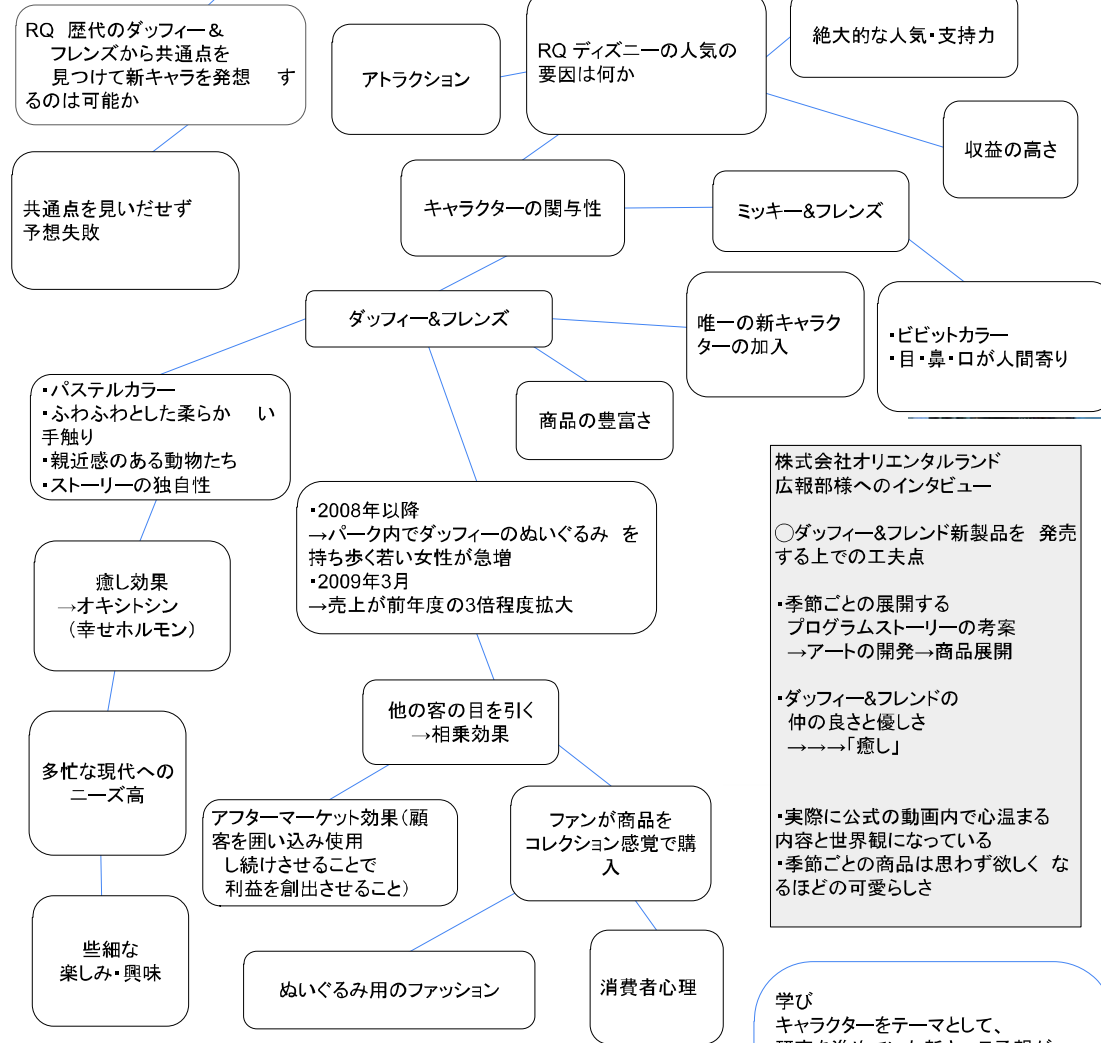 RQ 歴代のダッフィー＆
フレンズから共通点を
見つけて新キャラを発想 す
るのは可能か
アトラクション
RQ ディズニーの人気の
要因は何か
絶大的な人気・支持力
収益の高さ
共通点を見いだせず
予想失敗
キャラクターの関与性
ミッキー&フレンズ
ダッフィー&フレンズ
唯一の新キャラク
ターの加入
・ビビットカラー
・目・鼻・口が人間寄り
・パステルカラー
・ふわふわとした柔らか い
手触り
・親近感のある動物たち
・ストーリーの独自性
商品の豊富さ
・2008年以降
→パーク内でダッフィーのぬいぐるみ を
持ち歩く若い女性が急増
・2009年3月
→売上が前年度の3倍程度拡大
株式会社オリエンタルランド
広報部様へのインタビュー
◯ダッフィー&フレンド新製品を 発売
する上での工夫点
・季節ごとの展開する
プログラムストーリーの考案
→アートの開発→商品展開
・ダッフィー&フレンドの
仲の良さと優しさ
→→→「癒し」
・実際に公式の動画内で心温まる
内容と世界観になっている
・季節ごとの商品は思わず欲しく な
るほどの可愛らしさ
癒し効果
→オキシトシン
（幸せホルモン）
他の客の目を引く
→相乗効果
多忙な現代への
ニーズ高
アフターマーケット効果（顧
客を囲い込み使用
し続けさせることで
利益を創出させること）
ファンが商品を
コレクション感覚で購
入
些細な
楽しみ・興味
ぬいぐるみ用のファッション
消費者心理
学び
キャラクターをテーマとして、